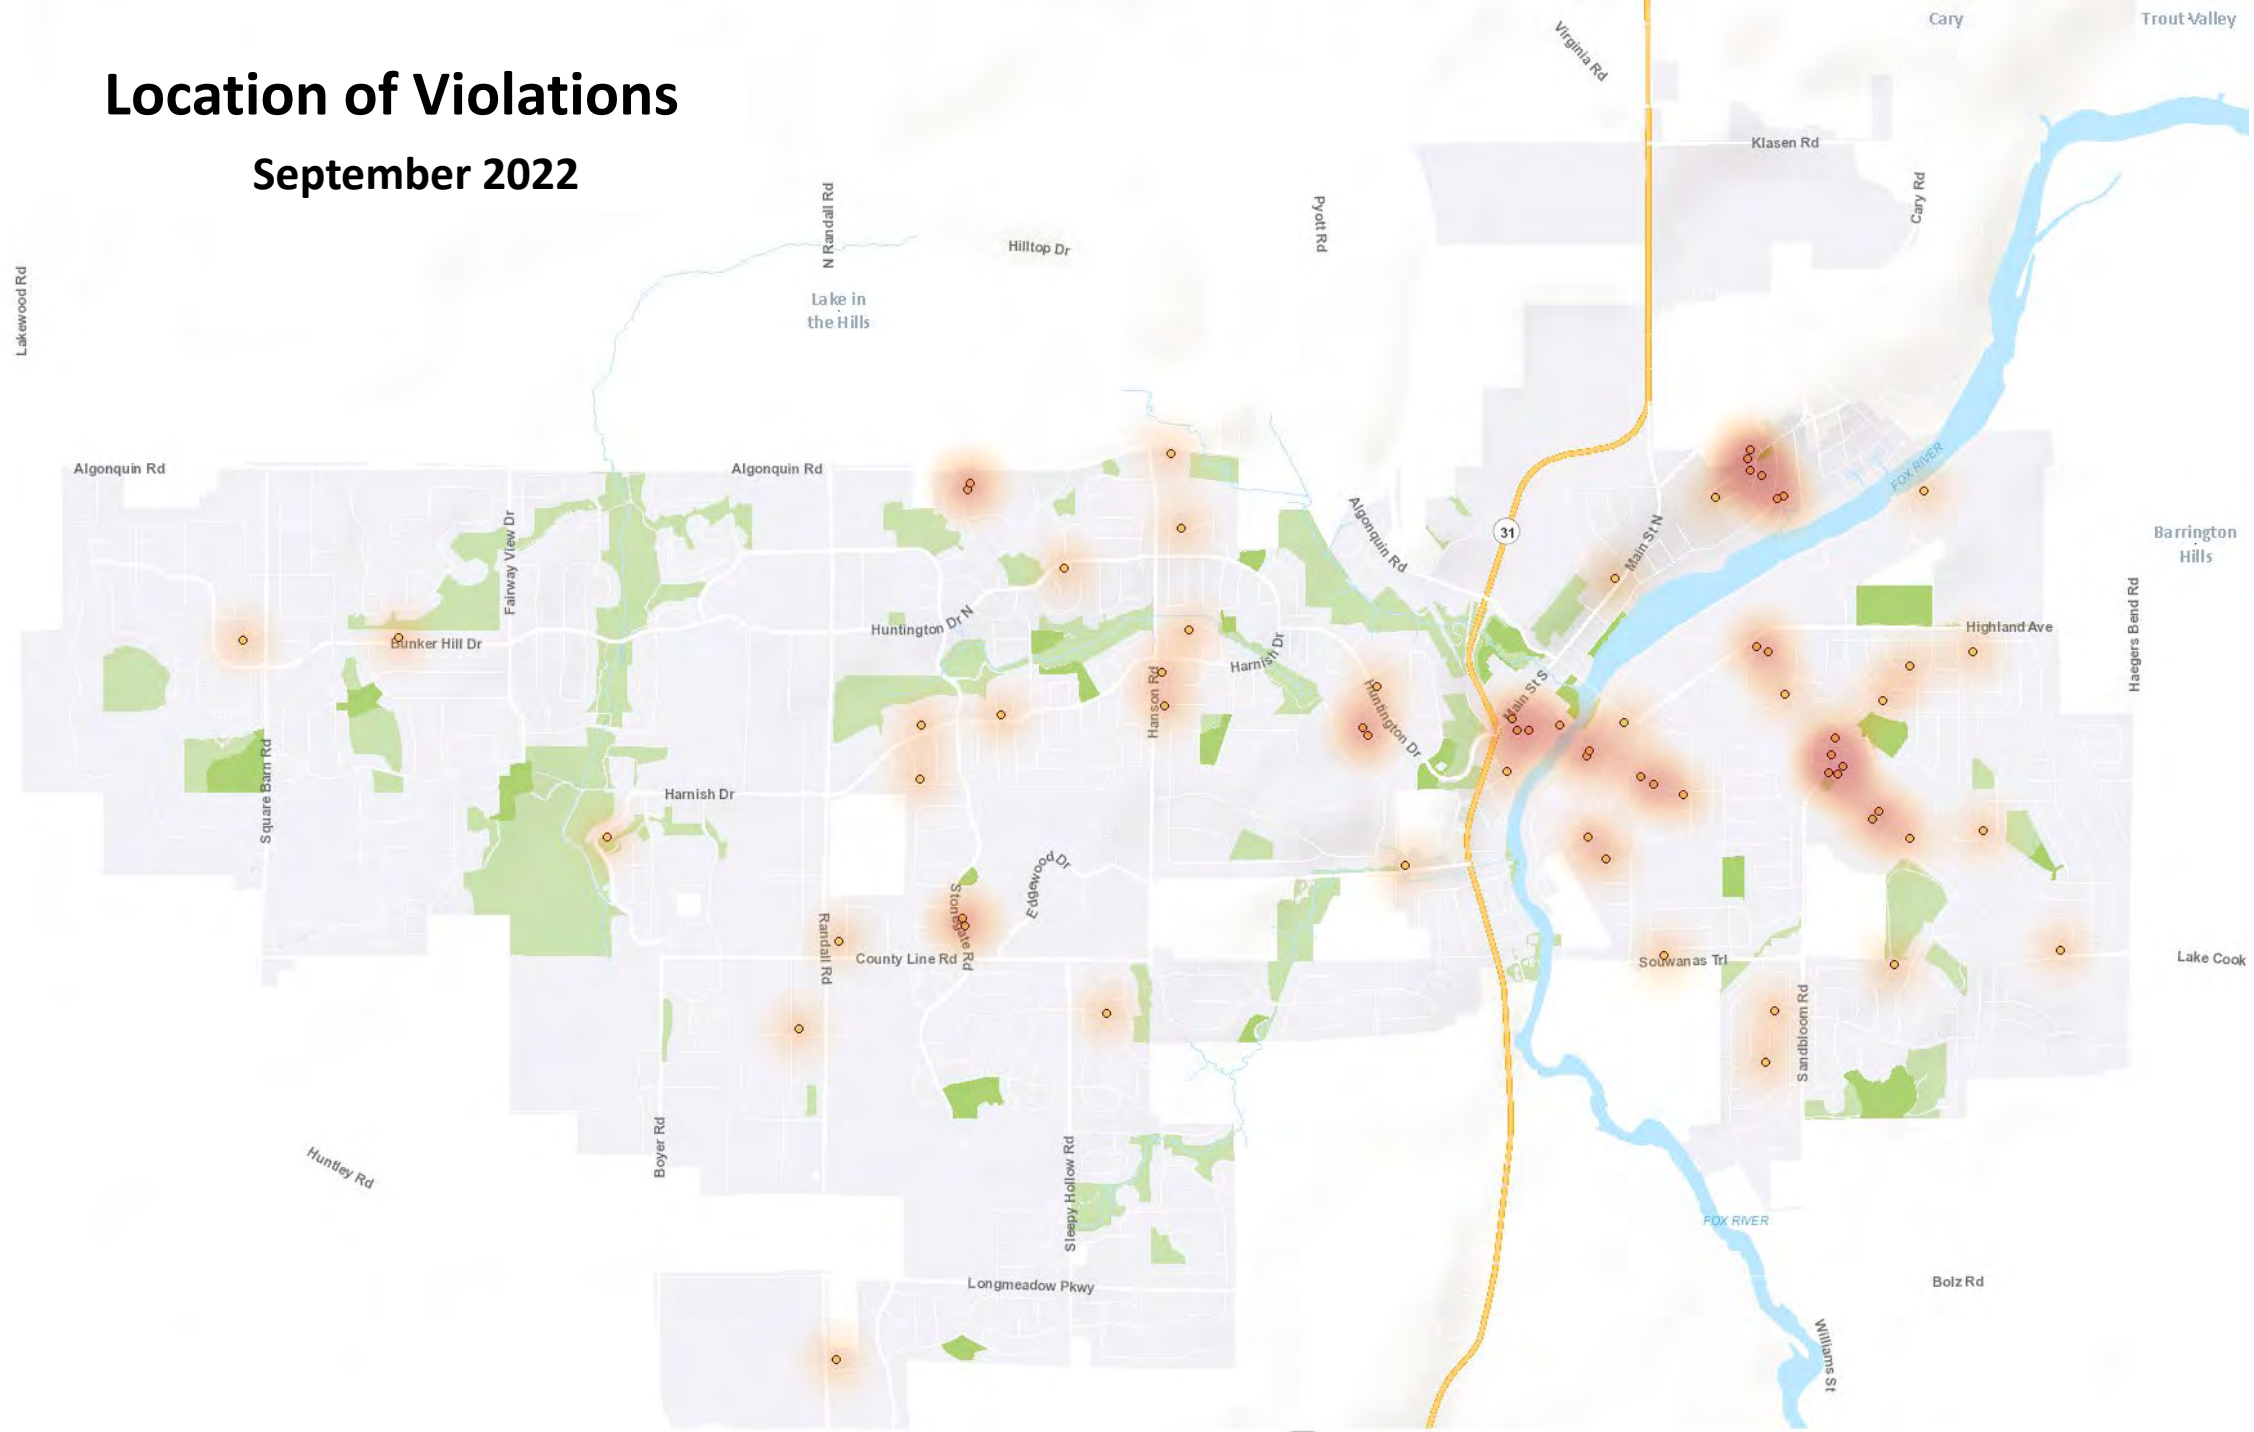 Location of Violations
September 2022
Cary
Trout Valley
Virginia Rd
Klasen Rd
Cary Rd
N Randall Rd
Pyott Rd
Hilltop Dr
Lakewood Rd
Lake in
the Hills
Algonquin Rd
Algonquin Rd
Algonquin Rd
FOX RIVER
31
Main St N
Fairway View Dr
Barrington
Hills
Haegers Bend Rd
Huntington Dr N
Highland Ave
Bunker Hill Dr
Harnish Dr
Hanson Rd
Main St S
Huntington Dr
Square Barn Rd
Harnish Dr
Edgewood Dr
Stonegate Rd
Randall Rd
County Line Rd
Souwanas Trl
Lake Cook
Sandbloom Rd
Boyer Rd
Huntley Rd
Sleepy Hollow Rd
FOX RIVER
Longmeadow Pkwy
Bolz Rd
Williams St